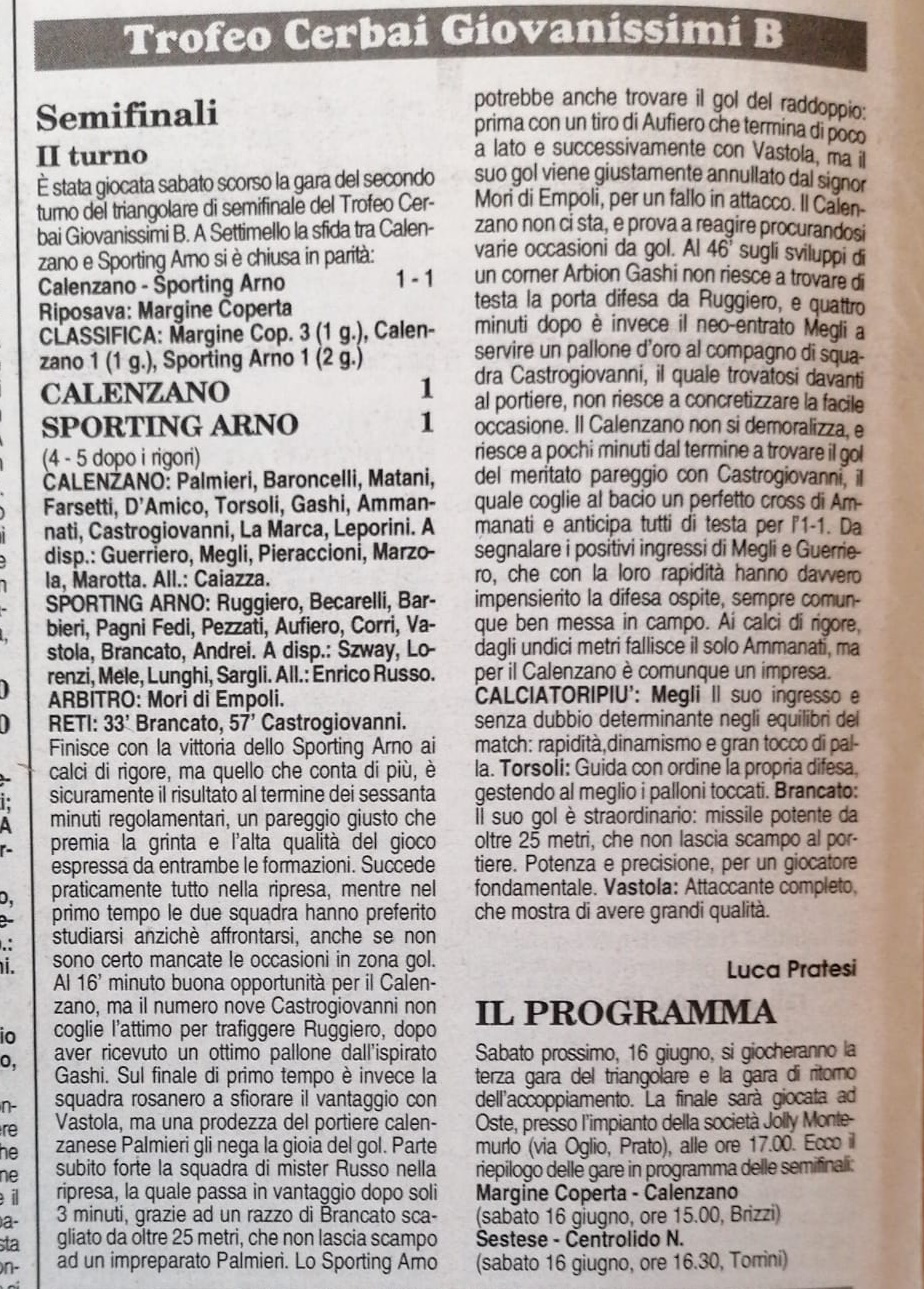 Trofeo Cerbai Giovanissimi B
Semifinali
II turno
È stata giocata sabato scorso la gara del secondo
turno del triangolare di semifinale del Trofeo Cer-
bai Giovanissimi B. A Settimello la sfida tra Calen-
zano e Sporting Arno si è chiusa in parità:
Calenzano - Sporting Arno 1 - 1
Riposava: Margine Coperta
CLASSIFICA: Margine Cop. 3 (1 g.), Calen-
zano 1 (1 g.), Sporting Arno 1 (2 g.)
CALENZANO 1
SPORTING ARNO 1
(4 - 5 dopo i rigori)
CALENZANO: Palmieri, Baroncelli, Matani,
Farsetti, D'Amico, Torsoli, Gashi, Amman-
nati, Castrogiovanni, La Marca, Leporini. A
disp.: Guerriero, Megli, Pieraccioni, Marzo-
la, Marotta. All.: Caiazza.
SPORTING ARNO: Ruggiero, Becarelli, Bar-
bieri, Pagni Fedi, Pezzati, Aufiero, Corri, Va-
stola, Brancato, Andrei. A disp.: Szway, Lo-
renzi, Mele, Lunghi, Sargli. All.: Enrico Russo.
ARBITRO: Mori di Empoli.
RETI: 33' Brancato, 57' Castrogiovanni.
Finisce con la vittoria dello Sporting Arno ai
calci di rigore, ma quello che conta di più, è
sicuramente il risultato al termine dei sessanta
minuti regolamentari, un pareggio giusto che
premia la grinta e l'alta qualità del gioco
espressa da entrambe le formazioni. Succede
praticamente tutto nella ripresa, mentre nel
primo tempo le due squadra hanno preferito
studiarsi anzichè affrontarsi, anche se non
sono certo mancate le occasioni in zona gol.
Al 16' minuto buona opportunità per il Calen-
zano, ma il numero nove Castrogiovanni non
coglie l'attimo per trafiggere Ruggiero, dopo
aver ricevuto un ottimo pallone dall'ispirato
Gashi. Sul finale di primo tempo è invece la
squadra rosanero a sfiorare il vantaggio con
Vastola, ma una prodezza del portiere calen-
zanese Palmieri gli nega la gioia del gol. Parte
subito forte la squadra di mister Russo nella
ripresa, la quale passa in vantaggio dopo soli
3 minuti, grazie ad un razzo di Brancato sca-
gliato da oltre 25 metri, che non lascia scampo
ad un impreparato Palmieri. Lo Sporting Arno
potrebbe anche trovare il gol del raddoppio:
prima con un tiro di Aufiero che termina di poco
a lato e successivamente con Vastola, ma il
suo gol viene giustamente annullato dal signor
Mori di Empoli, per un fallo in attacco. Il Calen-
zano non ci sta, e prova a reagire procurandosi
varie occasioni da gol. Al 46' sugli sviluppi di
un corner Arbion Gashi non riesce a trovare di
testa la porta difesa da Ruggiero, e quattro
minuti dopo è invece il neo-entrato Megli a
servire un pallone d'oro al compagno di squa-
dra Castrogiovanni, il quale trovatosi davanti
al portiere, non riesce a concretizzare la facile
occasione. Il Calenzano non si demoralizza, e
riesce a pochi minuti dal termine a trovare il gol
del meritato pareggio con Castrogiovanni, il
quale coglie al bacio un perfetto cross di Am-
manati e anticipa tutti di testa per l'1-1. Da
segnalare i positivi ingressi di Megli e Guerrie-
ro, che con la loro rapidità hanno davvero
impensierito la difesa ospite, sempre comun-
que ben messa in campo. Ai calci di rigore,
dagli undici metri fallisce il solo Ammanati, ma
per il Calenzano è comunque un impresa.
CALCIATORIPIU': Megli Il suo ingresso e
senza dubbio determinante negli equilibri del
match: rapidità,dinamismo e gran tocco di pal-
la. Torsoli: Guida con ordine la propria difesa,
gestendo al meglio i palloni toccati. Brancato:
Il suo gol è straordinario: missile potente da
oltre 25 metri, che non lascia scampo al por-
tiere. Potenza e precisione, per un giocatore
fondamentale. Vastola: Attaccante completo,
che mostra di avere grandi qualità.
Luca Pratesi
IL PROGRAMMA
Sabato prossimo, 16 giugno, si giocheranno la
terza gara del triangolare e la gara di ritorno
dell'accoppiamento. La finale sarà giocata ad
Oste, presso l'impianto della società Jolly Monte-
murlo (via Oglio, Prato), alle ore 17.00. Ecco il
riepilogo delle gare in programma delle semifinali:
Margine Coperta - Calenzano
(sabato 16 giugno, ore 15.00, Brizzi)
Sestese - Centrolido N.
(sabato 16 giugno, ore 16.30, Torrini)